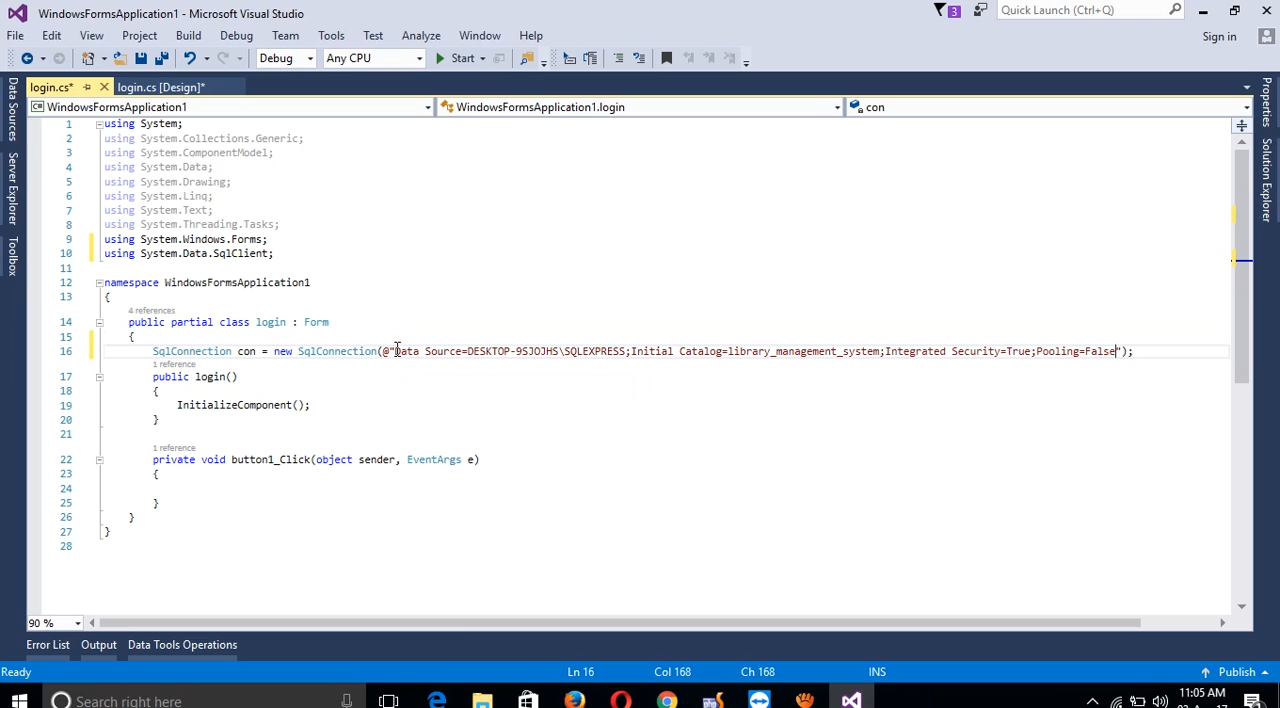 WindowsFormsApplication1 - Microsoft Visual Studio
3
Quick Launch (Ctrl+Q)
File Edit View Project Build Debug Team Tools Test Analyze Window Help
Sign in
Debug Any CPU Start
login.cs* login.cs [Design]*
WindowsFormsApplication1 WindowsFormsApplication1.login con
Data Sources
Server Explorer
Toolbox
Properties
Solution Explorer
1 using System;
2 using System.Collections.Generic;
3 using System.ComponentModel;
4 using System.Data;
5 using System.Drawing;
6 using System.Linq;
7 using System.Text;
8 using System.Threading.Tasks;
9 using System.Windows.Forms;
10 using System.Data.SqlClient;
11
12 namespace WindowsFormsApplication1
13 {
4 references
14 public partial class login : Form
15 {
16 SqlConnection con = new SqlConnection(@"Data Source=DESKTOP-9SJOJHS\SQLEXPRESS;Initial Catalog=library_management_system;Integrated Security=True;Pooling=False");
1 reference
17 public login()
18 {
19 InitializeComponent();
20 }
21
1 reference
22 private void button1_Click(object sender, EventArgs e)
23 {
24
25 }
26 }
27 }
28
90 %
Error List Output Data Tools Operations
Ready Ln 16 Col 168 Ch 168 INS Publish
Search right here
11:05 AM